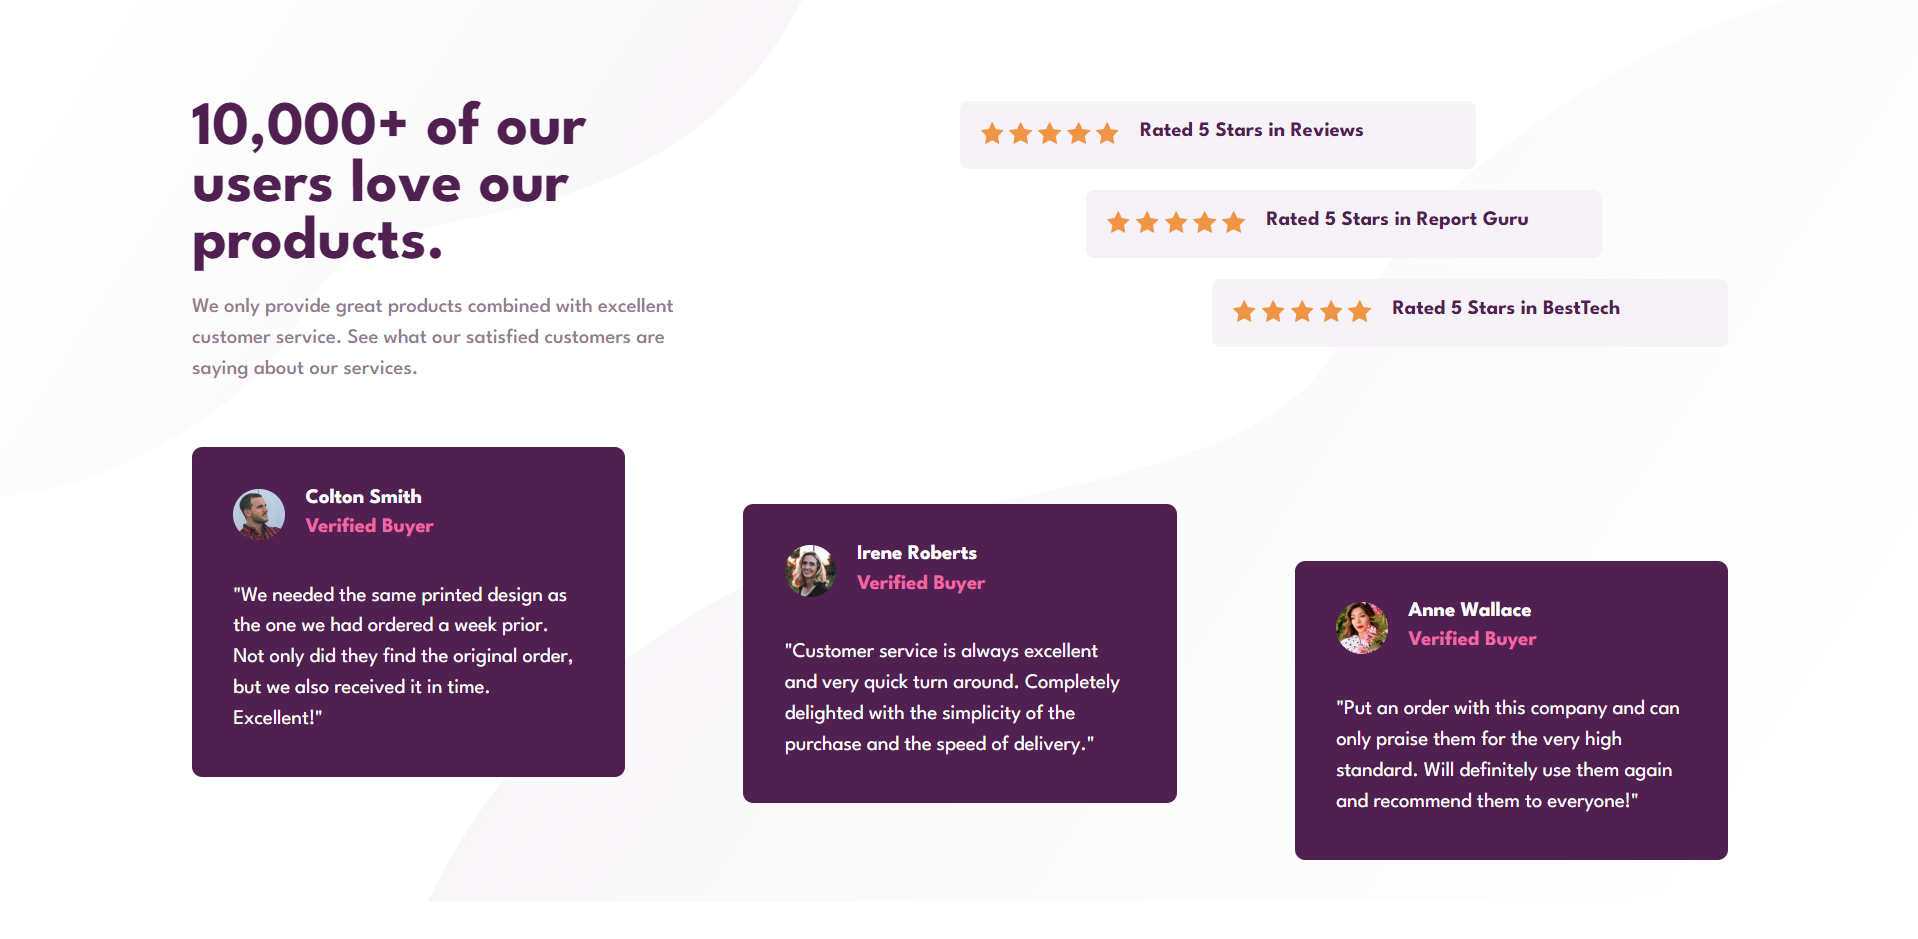 10,000+ of our
users love our
products.
We only provide great products combined with excellent
customer service. See what our satisfied customers are
saying about our services.
Rated 5 Stars in Reviews
Rated 5 Stars in Report Guru
Rated 5 Stars in BestTech
Colton Smith
Verified Buyer
"We needed the same printed design as
the one we had ordered a week prior.
Not only did they find the original order,
but we also received it in time.
Excellent!"
Irene Roberts
Verified Buyer
"Customer service is always excellent
and very quick turn around. Completely
delighted with the simplicity of the
purchase and the speed of delivery."
Anne Wallace
Verified Buyer
"Put an order with this company and can
only praise them for the very high
standard. Will definitely use them again
and recommend them to everyone!"